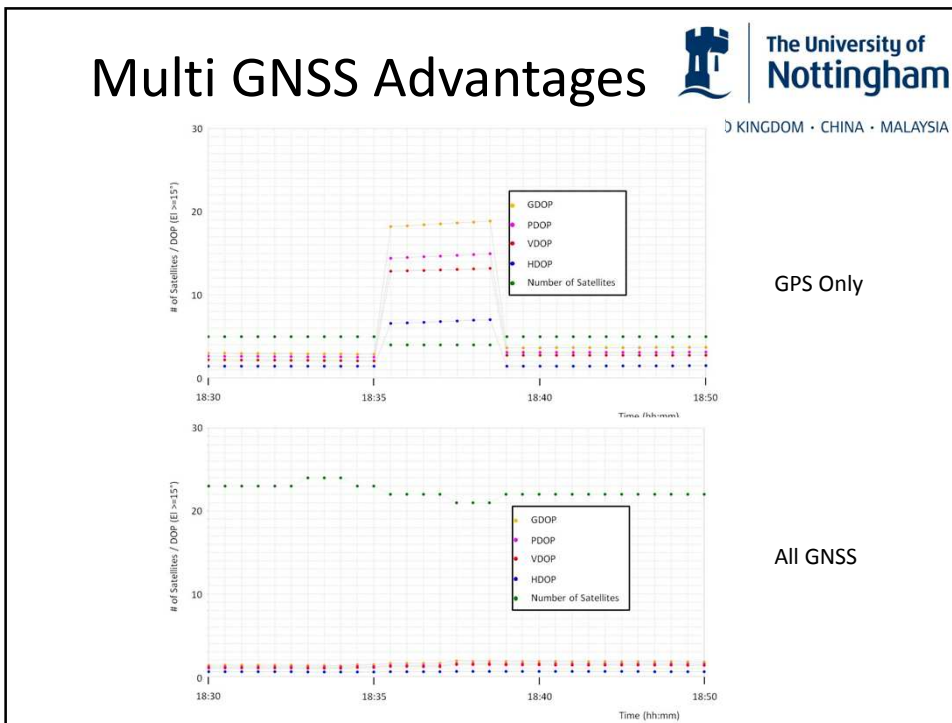 Multi GNSS Advantages
The University of
Nottingham
KINGDOM · CHINA · MALAYSIA
# of Satellites / DOP (El >=15°)
30
20
10
0
GDOP
PDOP
VDOP
HDOP
Number of Satellites
18:30
18:35
18:40
18:50
Time (hh:mm)
GPS Only
# of Satellites / DOP (El >=15°)
30
20
10
0
GDOP
PDOP
VDOP
HDOP
Number of Satellites
18:30
18:35
18:40
18:50
Time (hh:mm)
All GNSS